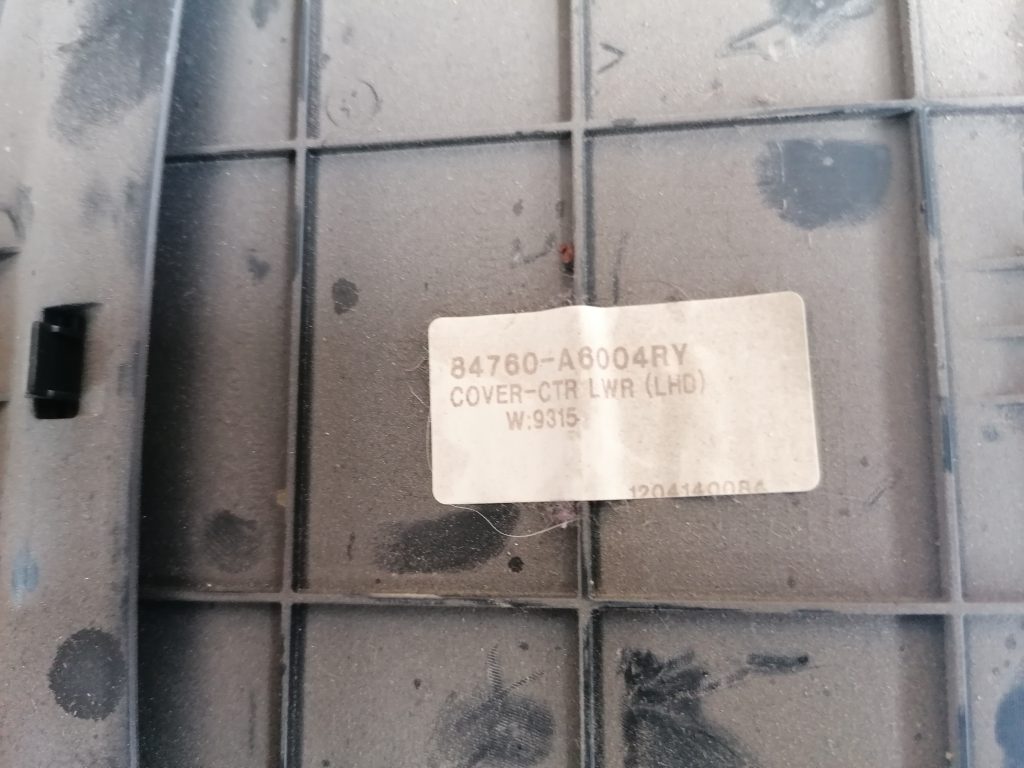 84760-A6004RY
COVER-CTR LWR (LHD)
W:9315